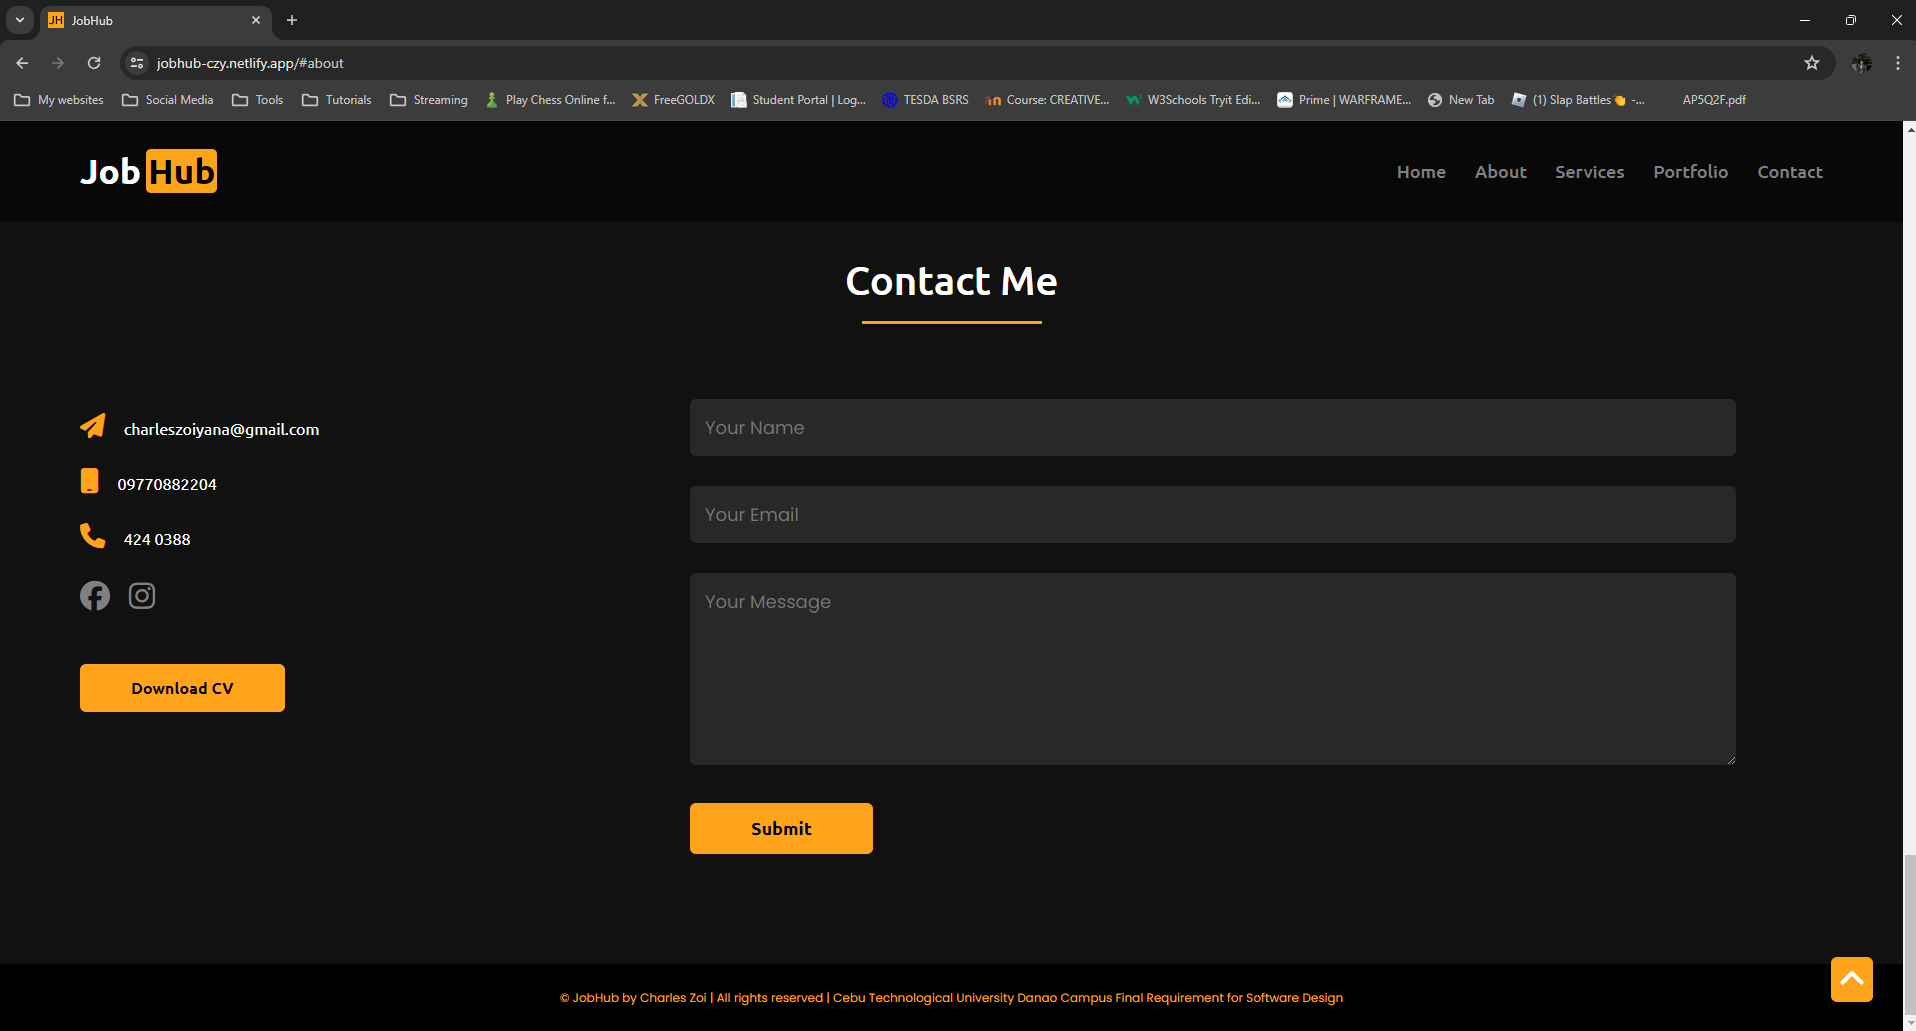 JH JobHub
jobhub-czy.netlify.app/#about
My websites Social Media Tools Tutorials Streaming Play Chess Online f... FreeGOLDX Student Portal | Log... TESDA BSRS Course: CREATIVE... W3Schools Tryit Edi... Prime | WARFRAME... New Tab (1) Slap Battles👏 -... AP5Q2F.pdf
Job Hub Home About Services Portfolio Contact
Contact Me
charleszoiyana@gmail.com
09770882204
424 0388
Download CV
Your Name
Your Email
Your Message
Submit
© JobHub by Charles Zoi | All rights reserved | Cebu Technological University Danao Campus Final Requirement for Software Design